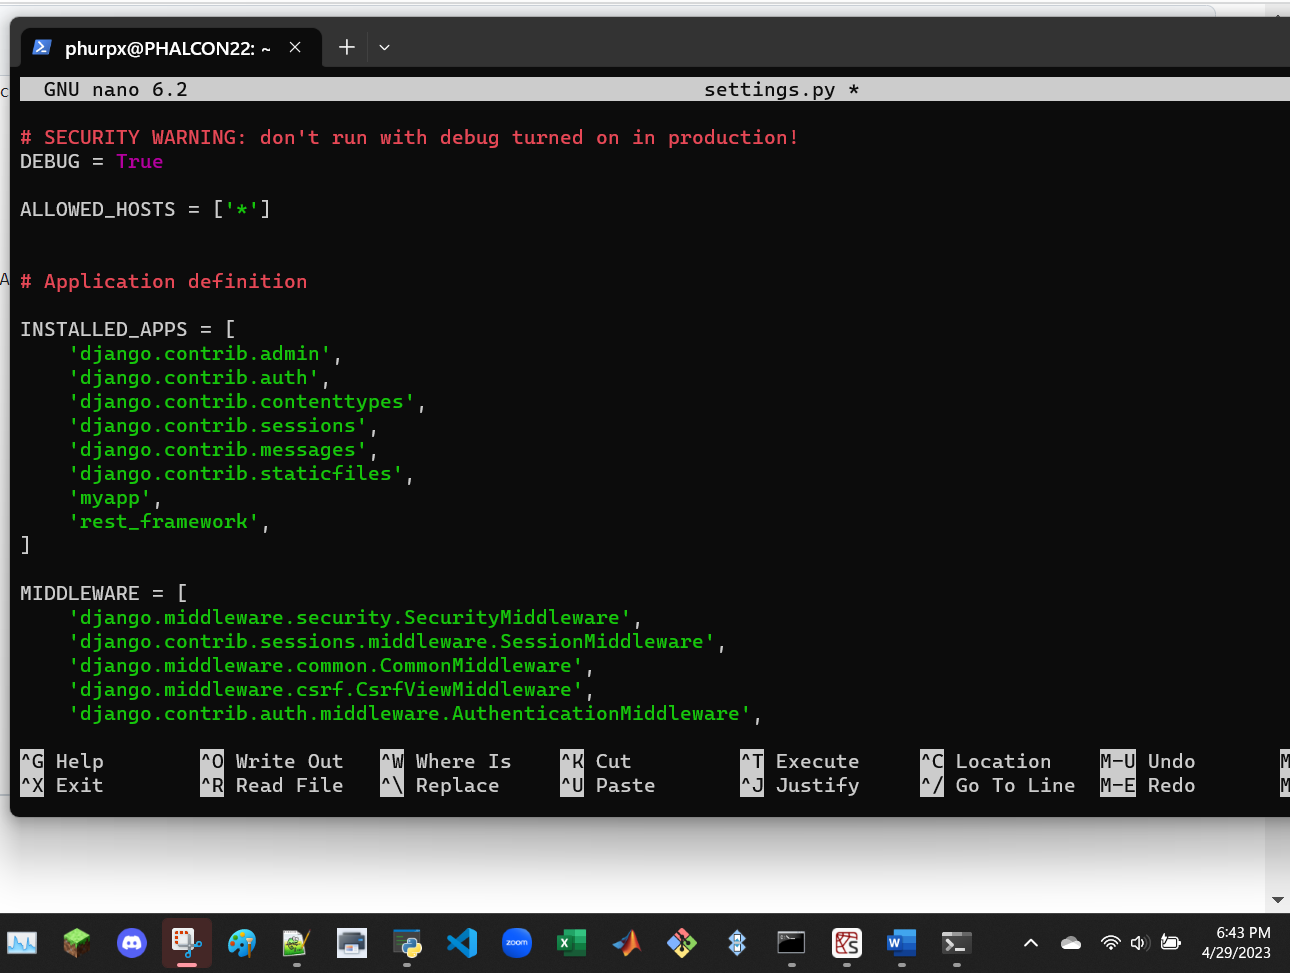 phurpx@PHALCON22: ~
GNU nano 6.2 settings.py *
# SECURITY WARNING: don't run with debug turned on in production!
DEBUG = True
ALLOWED_HOSTS = ['*']
# Application definition
INSTALLED_APPS = [
    'django.contrib.admin',
    'django.contrib.auth',
    'django.contrib.contenttypes',
    'django.contrib.sessions',
    'django.contrib.messages',
    'django.contrib.staticfiles',
    'myapp',
    'rest_framework',
]
MIDDLEWARE = [
    'django.middleware.security.SecurityMiddleware',
    'django.contrib.sessions.middleware.SessionMiddleware',
    'django.middleware.common.CommonMiddleware',
    'django.middleware.csrf.CsrfViewMiddleware',
    'django.contrib.auth.middleware.AuthenticationMiddleware',
^G Help ^O Write Out ^W Where Is ^K Cut ^T Execute ^C Location M-U Undo M
^X Exit ^R Read File ^\ Replace ^U Paste ^J Justify ^/ Go To Line M-E Redo M
zoom
6:43 PM
4/29/2023